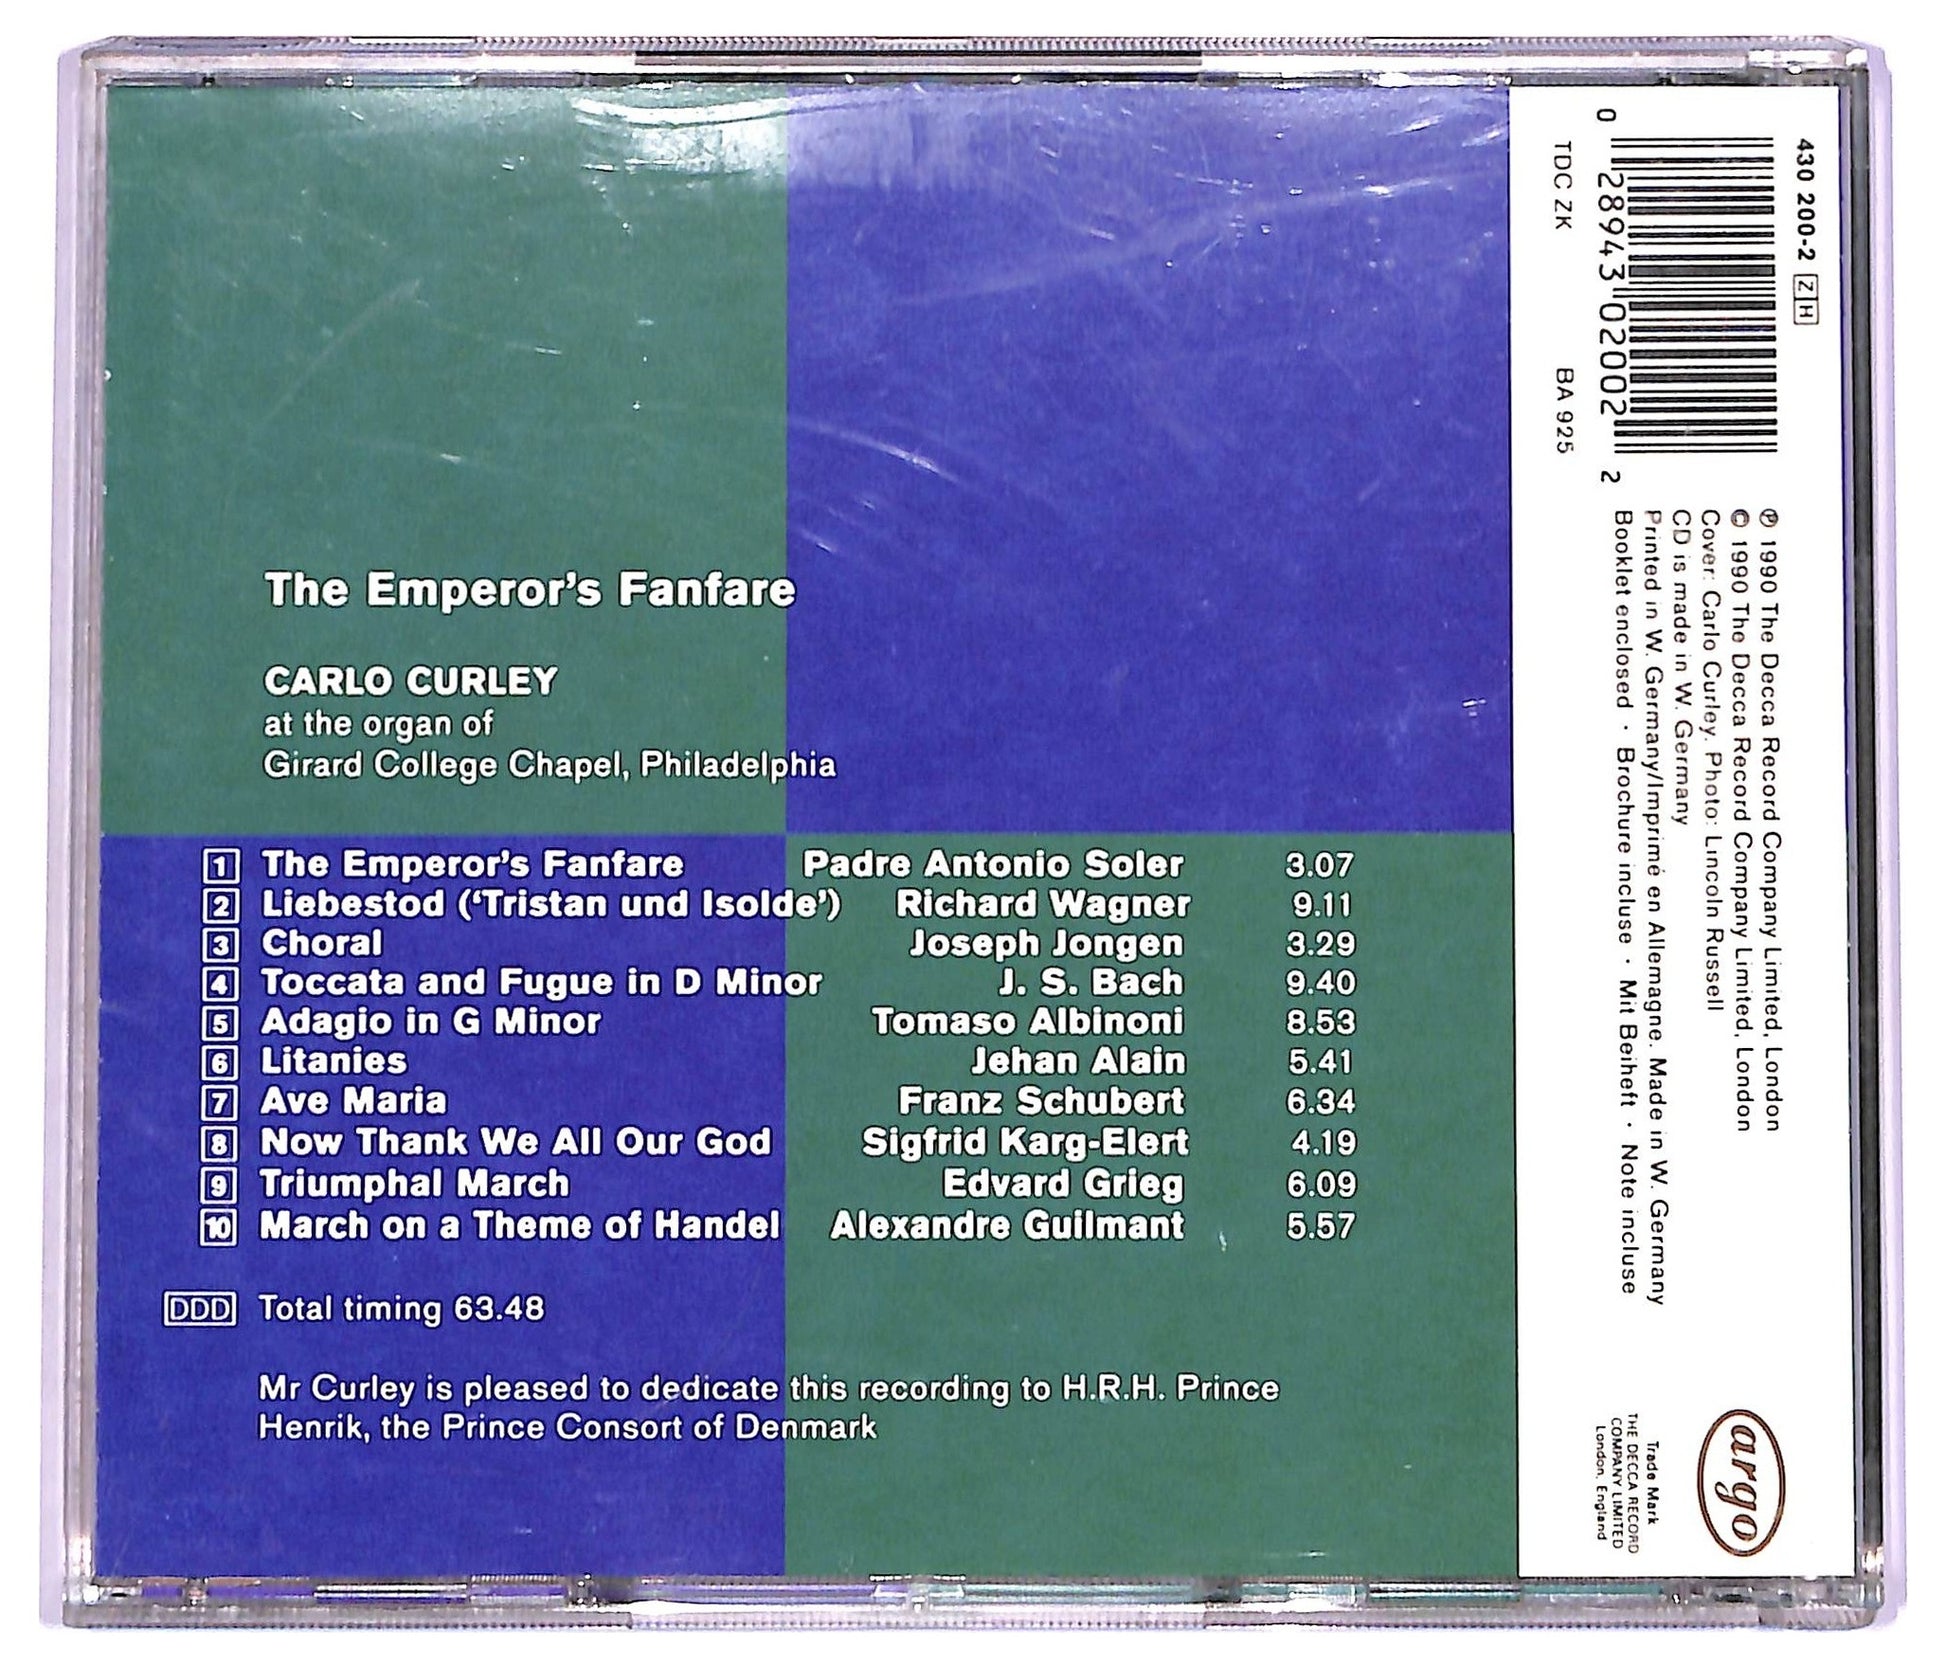 The Emperor's Fanfare
CARLO CURLEY
at the organ of
Girard College Chapel, Philadelphia
1 The Emperor's Fanfare Padre Antonio Soler 3.07
2 Liebestod ('Tristan und Isolde') Richard Wagner 9.11
3 Choral Joseph Jongen 3.29
4 Toccata and Fugue in D Minor J. S. Bach 9.40
5 Adagio in G Minor Tomaso Albinoni 8.53
6 Litanies Jehan Alain 5.41
7 Ave Maria Franz Schubert 6.34
8 Now Thank We All Our God Sigfrid Karg-Elert 4.19
9 Triumphal March Edvard Grieg 6.09
10 March on a Theme of Handel Alexandre Guilmant 5.57
DDD Total timing 63.48
Mr Curley is pleased to dedicate this recording to H.R.H. Prince
Henrik, the Prince Consort of Denmark
430 200-2 ZH
0 28943 02002 2
TDC ZK BA 925
℗ 1990 The Decca Record Company Limited, London
© 1990 The Decca Record Company Limited, London
Cover: Carlo Curley. Photo: Lincoln Russell
CD is made in W. Germany
Printed in W. Germany/Imprimé en Allemagne. Made in W. Germany
Booklet enclosed · Brochure incluse · Mit Beiheft · Note incluse
argo
Trade Mark
THE DECCA RECORD
COMPANY LIMITED
London, England